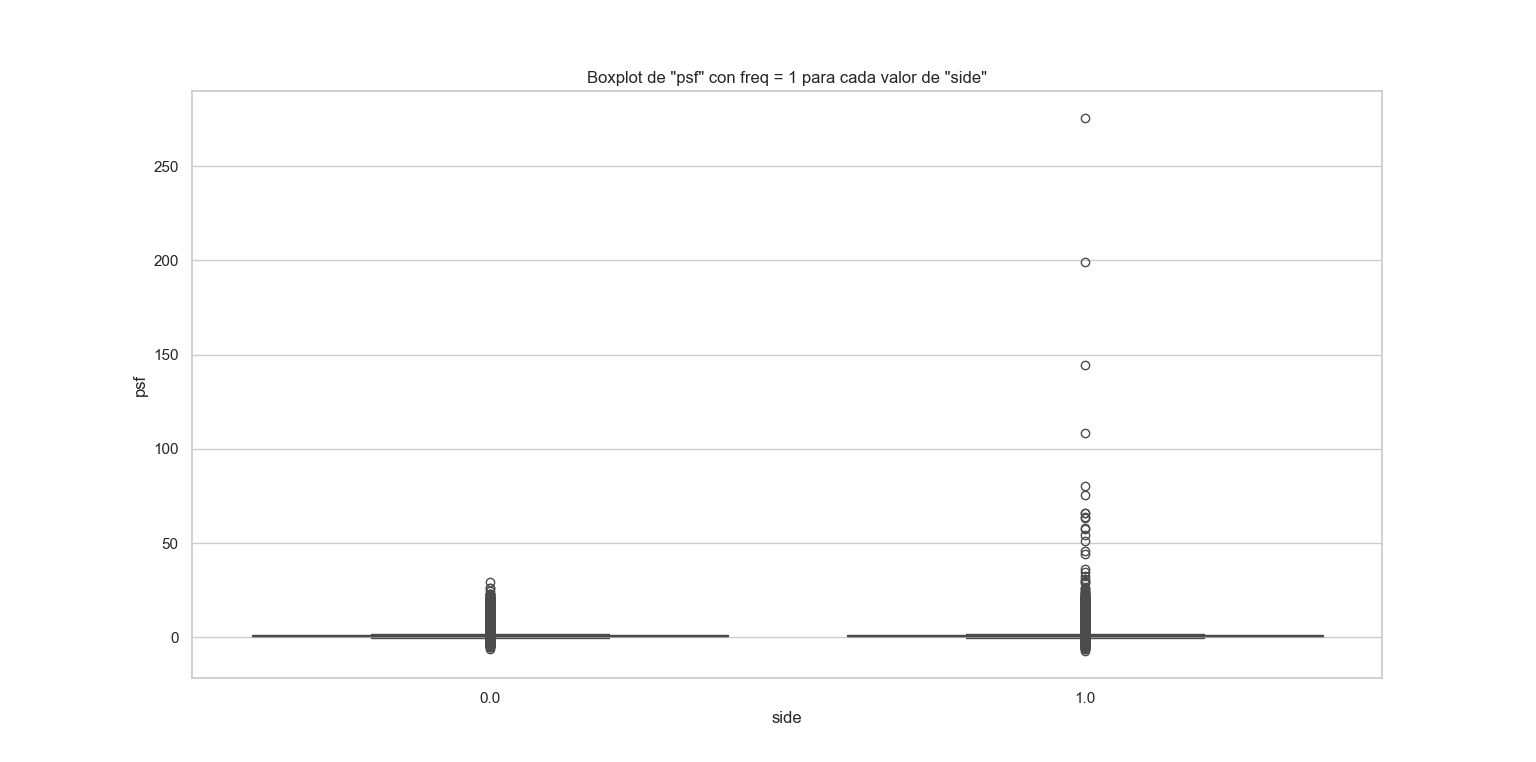 Boxplot de "psf" con freq = 1 para cada valor de "side"
250
200
150
100
50
0
psf
0.0
1.0
side